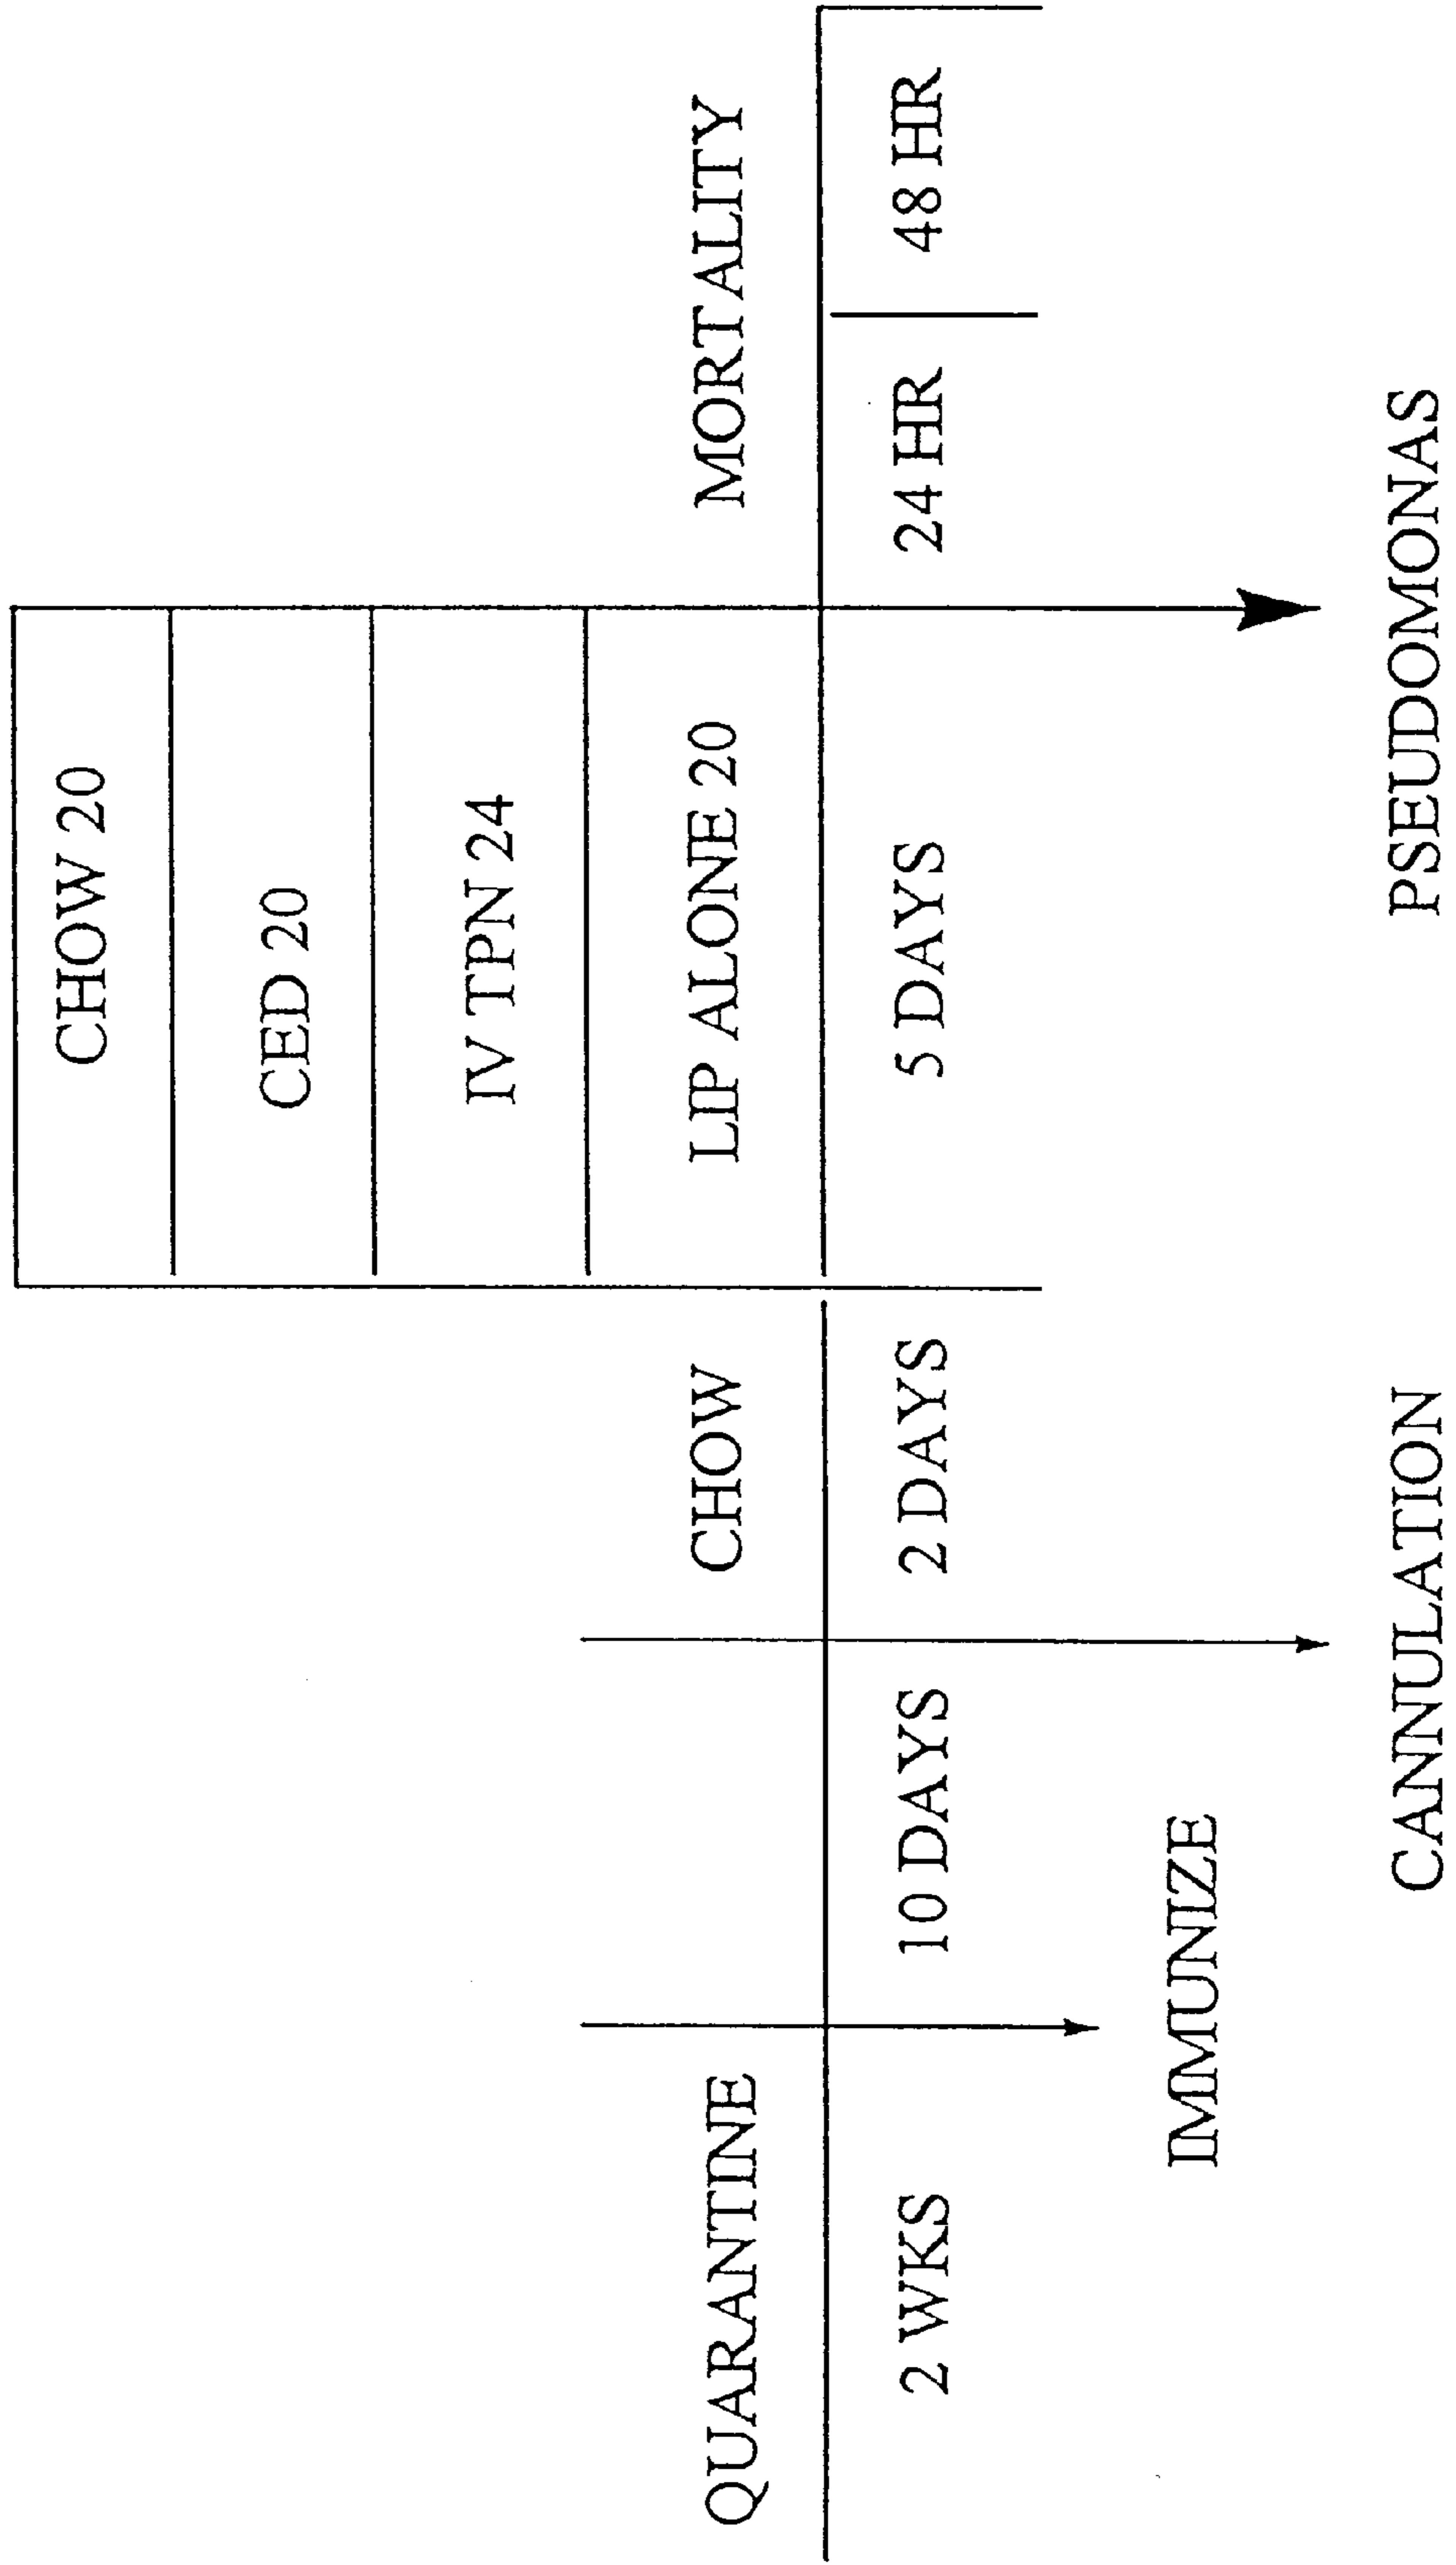 CHOW 20
CED 20
IV TPN 24
QUARANTINE
CHOW
LIP ALONE 20
MORTALITY
2 WKS
10 DAYS
2 DAYS
5 DAYS
24 HR
48 HR
IMMUNIZE
CANNULATION
PSEUDOMONAS